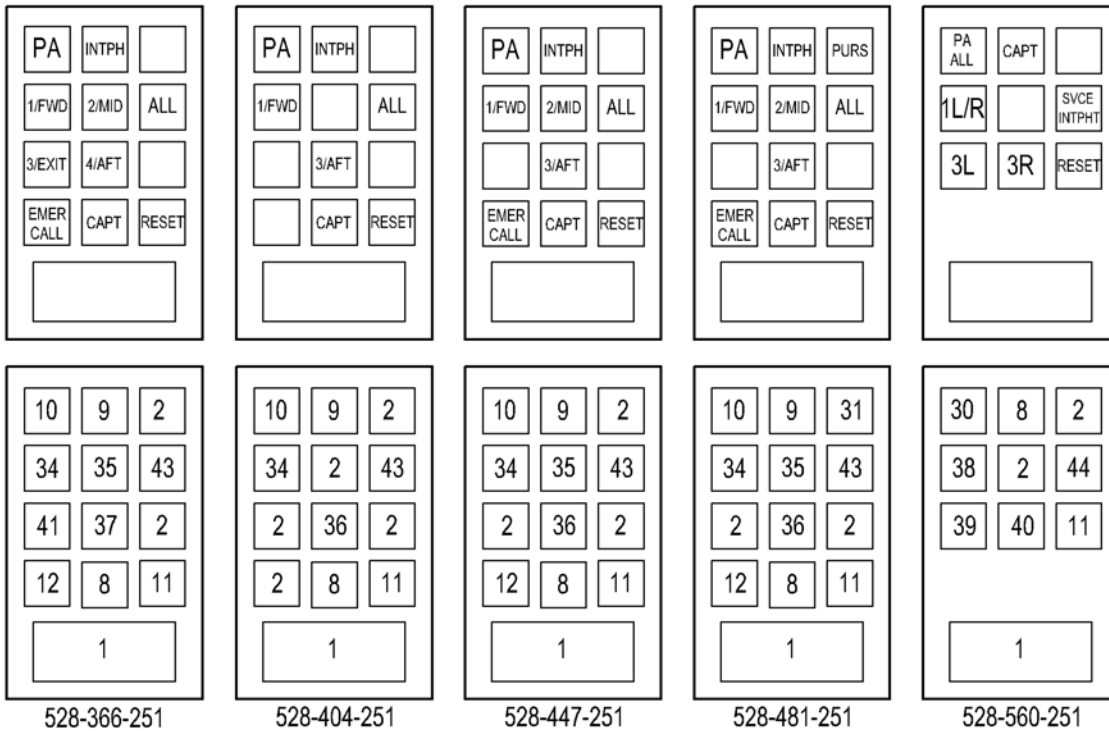 PA INTPH
1/FWD 2/MID ALL
3/EXIT 4/AFT
EMER CALL CAPT RESET
PA INTPH
1/FWD ALL
3/AFT
CAPT RESET
PA INTPH
1/FWD 2/MID ALL
3/AFT
EMER CALL CAPT RESET
PA INTPH PURS
1/FWD 2/MID ALL
3/AFT
EMER CALL CAPT RESET
PA ALL CAPT
1L/R SVCE INTPHT
3L 3R RESET
10 9 2
34 35 43
41 37 2
12 8 11
1
528-366-251
10 9 2
34 2 43
2 36 2
2 8 11
1
528-404-251
10 9 2
34 35 43
2 36 2
12 8 11
1
528-447-251
10 9 31
34 35 43
2 36 2
12 8 11
1
528-481-251
30 8 2
38 2 44
39 40 11
1
528-560-251